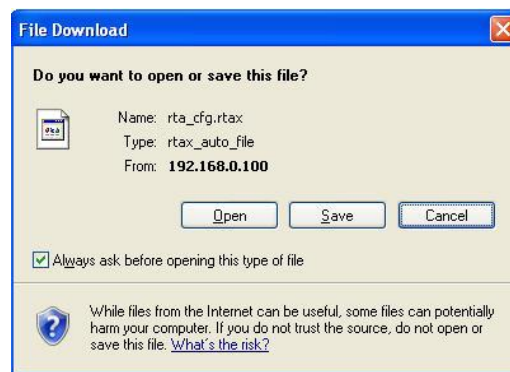 File Download
Do you want to open or save this file?
Name: rta_cfg.rtax
Type: rtax_auto_file
From: 192.168.0.100
Open Save Cancel
Always ask before opening this type of file
While files from the Internet can be useful, some files can potentially
harm your computer. If you do not trust the source, do not open or
save this file. What's the risk?